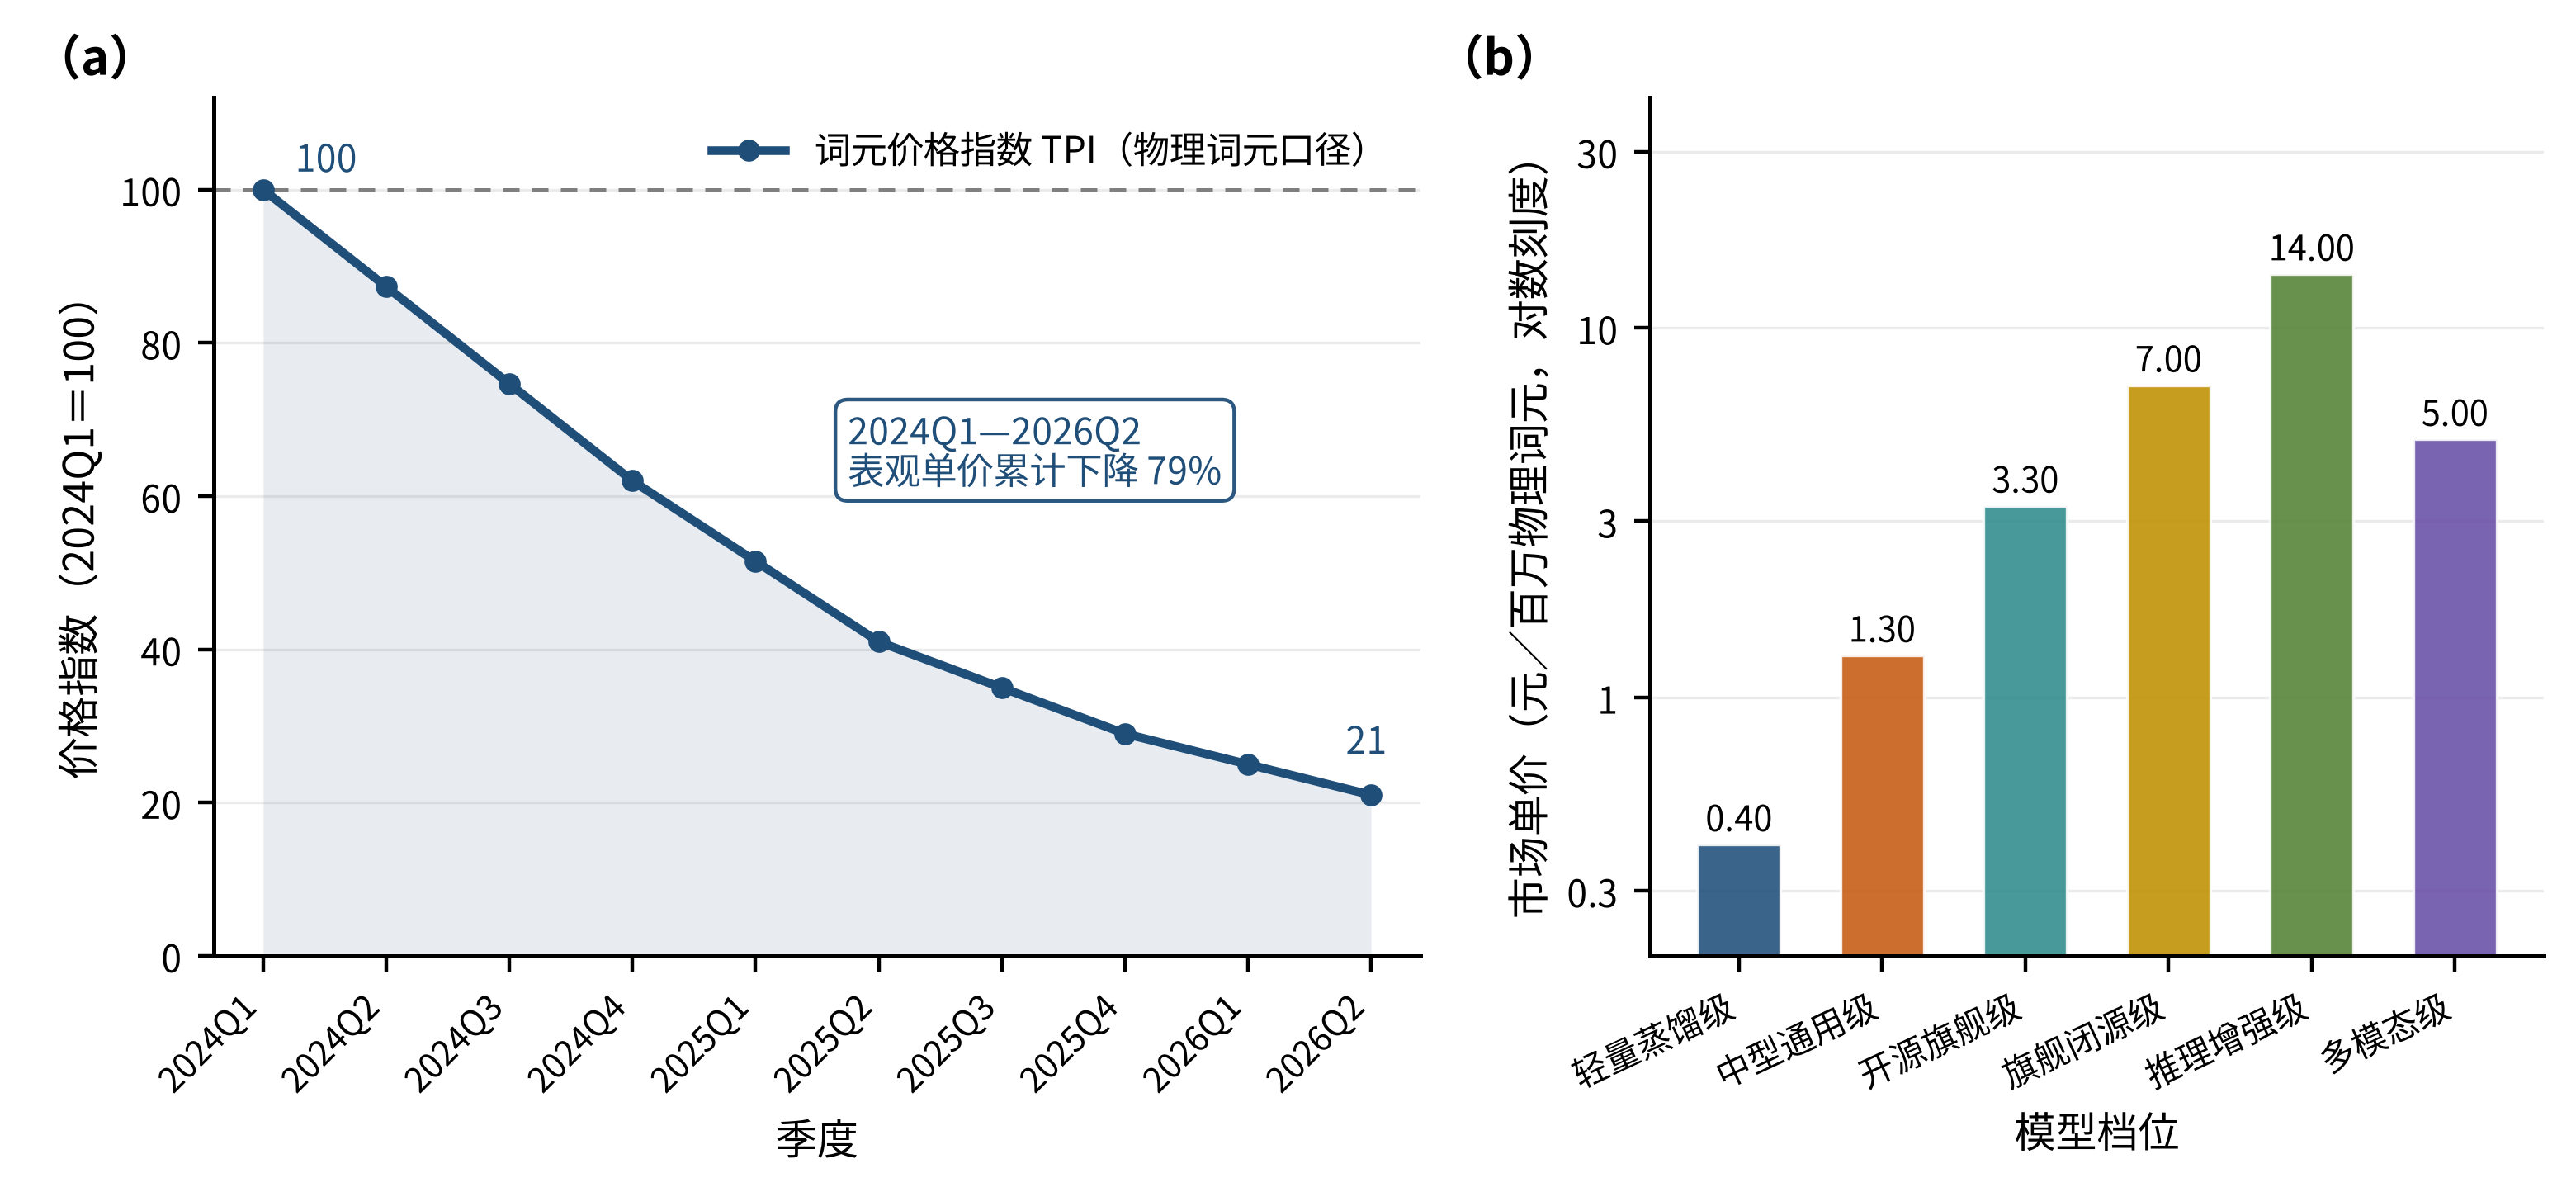 (a)
词元价格指数 TPI（物理词元口径）
100
21
2024Q1—2026Q2
表观单价累计下降 79%
价格指数（2024Q1＝100）
100
80
60
40
20
0
2024Q1
2024Q2
2024Q3
2024Q4
2025Q1
2025Q2
2025Q3
2025Q4
2026Q1
2026Q2
季度
(b)
市场单价（元／百万物理词元，对数刻度）
30
10
3
1
0.3
0.40
1.30
3.30
7.00
14.00
5.00
轻量蒸馏级
中型通用级
开源旗舰级
旗舰闭源级
推理增强级
多模态级
模型档位